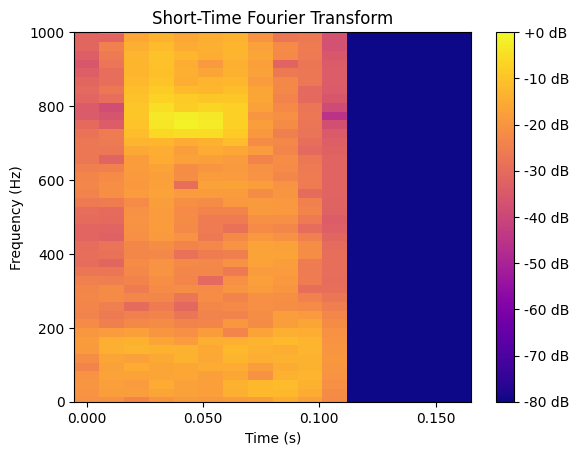 Short-Time Fourier Transform
1000
800
600
400
200
0
Frequency (Hz)
0.000
0.050
0.100
0.150
Time (s)
+0 dB
-10 dB
-20 dB
-30 dB
-40 dB
-50 dB
-60 dB
-70 dB
-80 dB